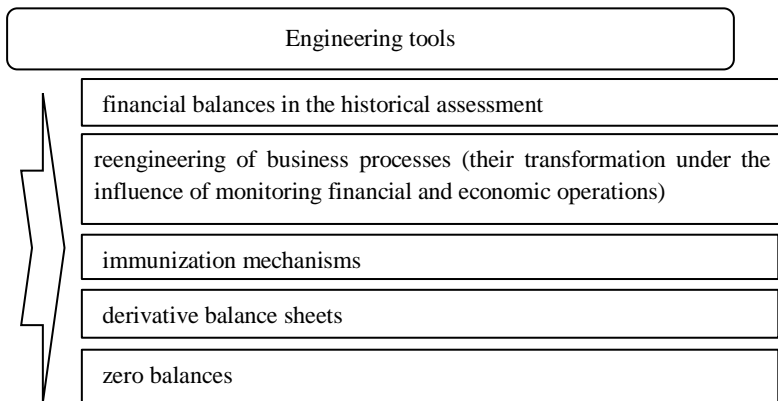 Engineering tools
financial balances in the historical assessment
reengineering of business processes (their transformation under the
influence of monitoring financial and economic operations)
immunization mechanisms
derivative balance sheets
zero balances